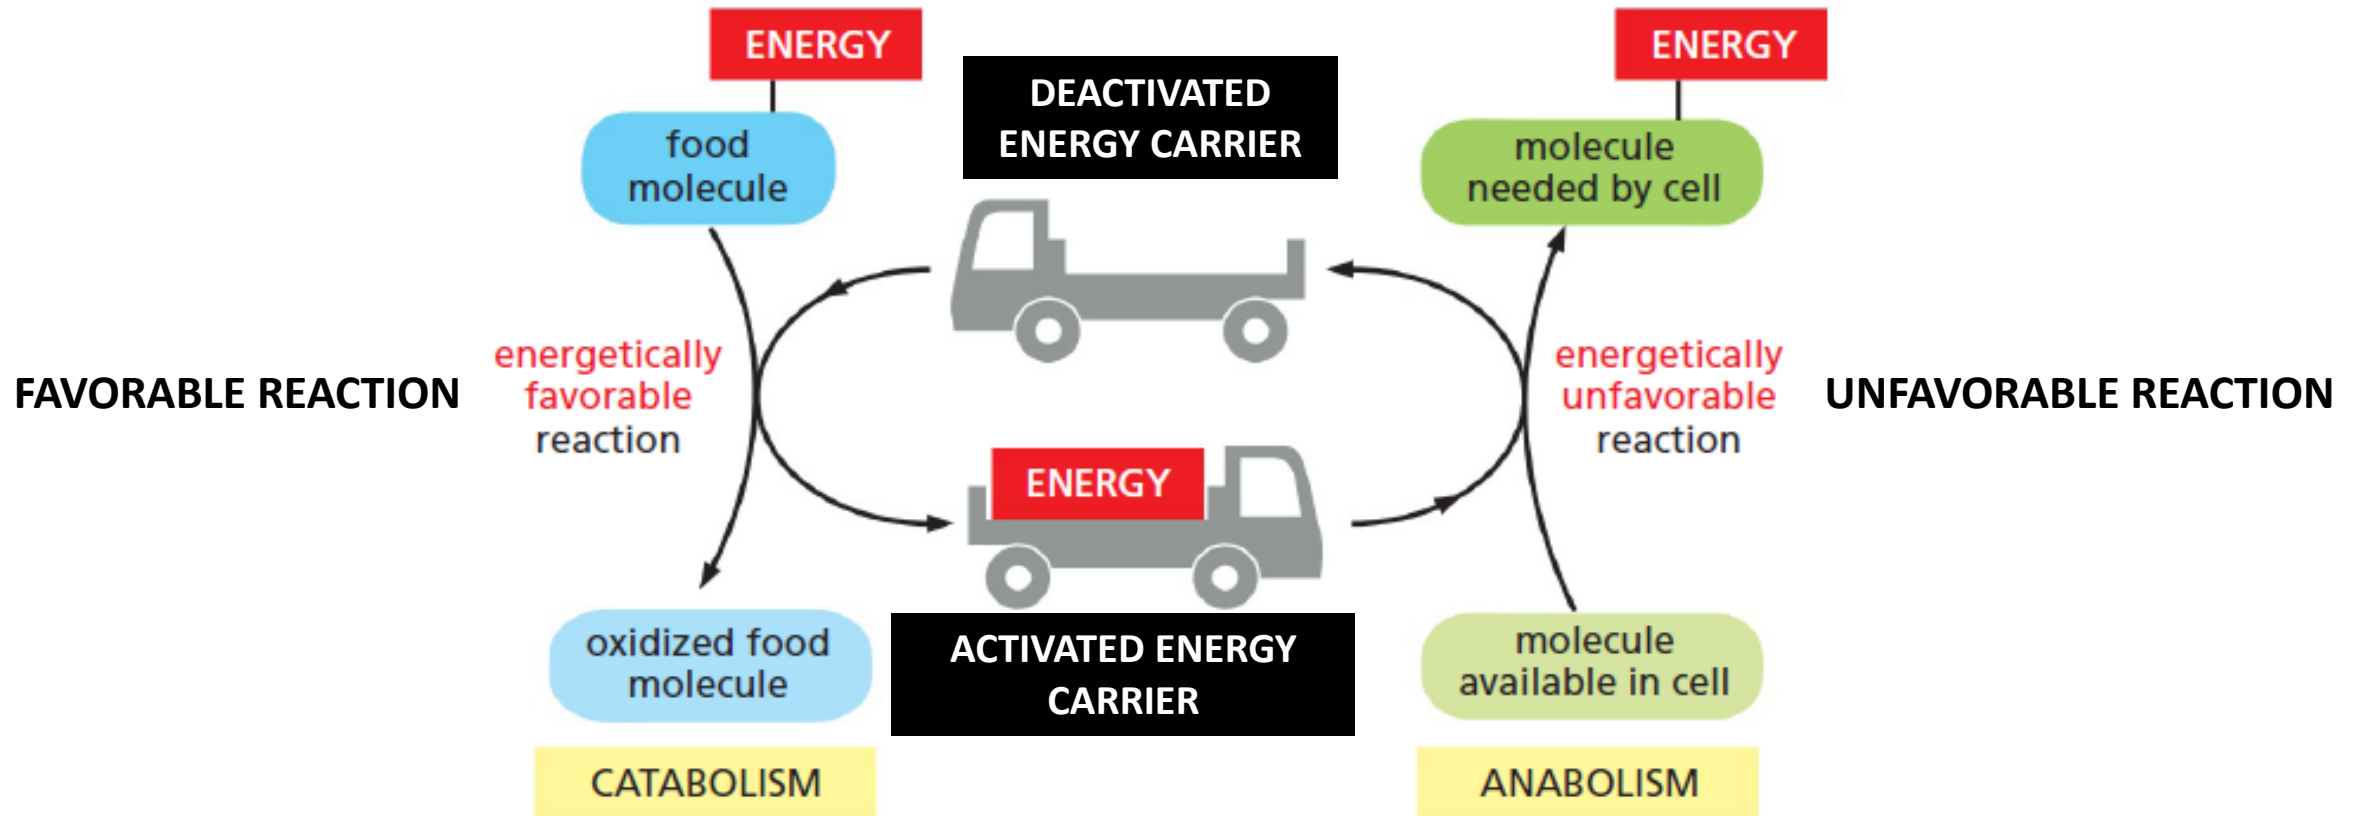 ENERGY
food
molecule
DEACTIVATED
ENERGY CARRIER
ENERGY
molecule
needed by cell
FAVORABLE REACTION
energetically
favorable
reaction
energetically
unfavorable
reaction
UNFAVORABLE REACTION
ENERGY
oxidized food
molecule
ACTIVATED ENERGY
CARRIER
molecule
available in cell
CATABOLISM
ANABOLISM